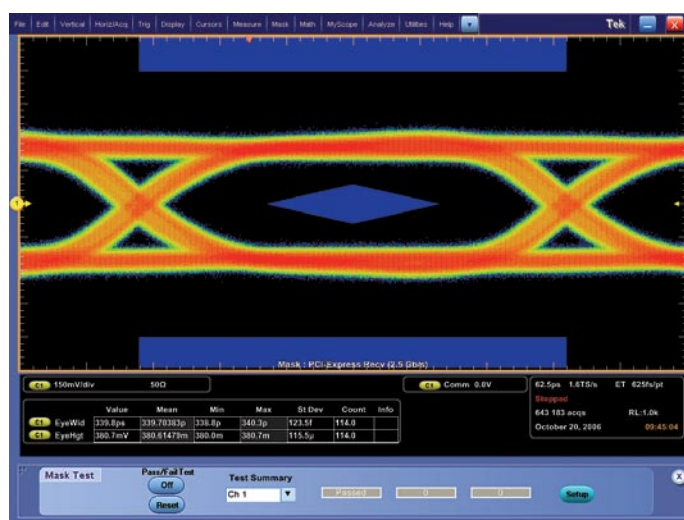 File Edit Vertical Horiz/Acq Trig Display Cursors Measure Mask Math MyScope Analyze Utilities Help Tek
1
Mask : PCI-Express Recv (2.5 Gb/s)
C1 150mV/div 50Ω
C1 Comm 0.0V
62.5ps 1.6TS/s ET 625fs/pt
Stopped
643 183 acqs RL:1.0k
October 20, 2006 09:45:04
Value Mean Min Max St Dev Count Info
C1 EyeWid 339.8ps 339.70383p 338.8p 340.3p 123.5f 114.0
C1 EyeHgt 380.7mV 380.61479m 380.0m 380.7m 115.5µ 114.0
Mask Test
Pass/Fail Test
Off
Reset
Test Summary
Ch 1
Passed 0 0
Setup
X